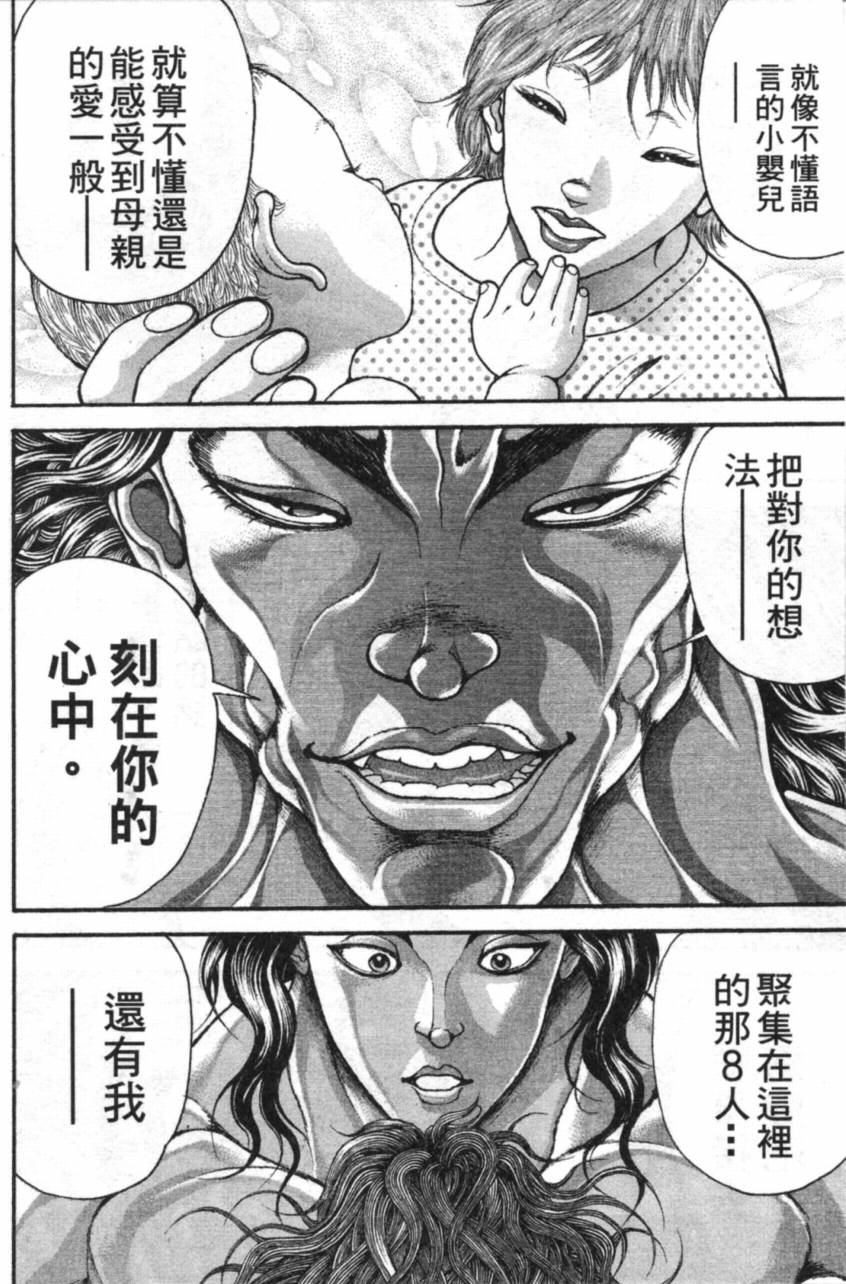 就像不懂語
言的小嬰兒
——
就算不懂還是
能感受到母親
的愛一般——
把對你的想
法——
刻在你的
心中。
聚集在這裡
的那8人…
還有我
——